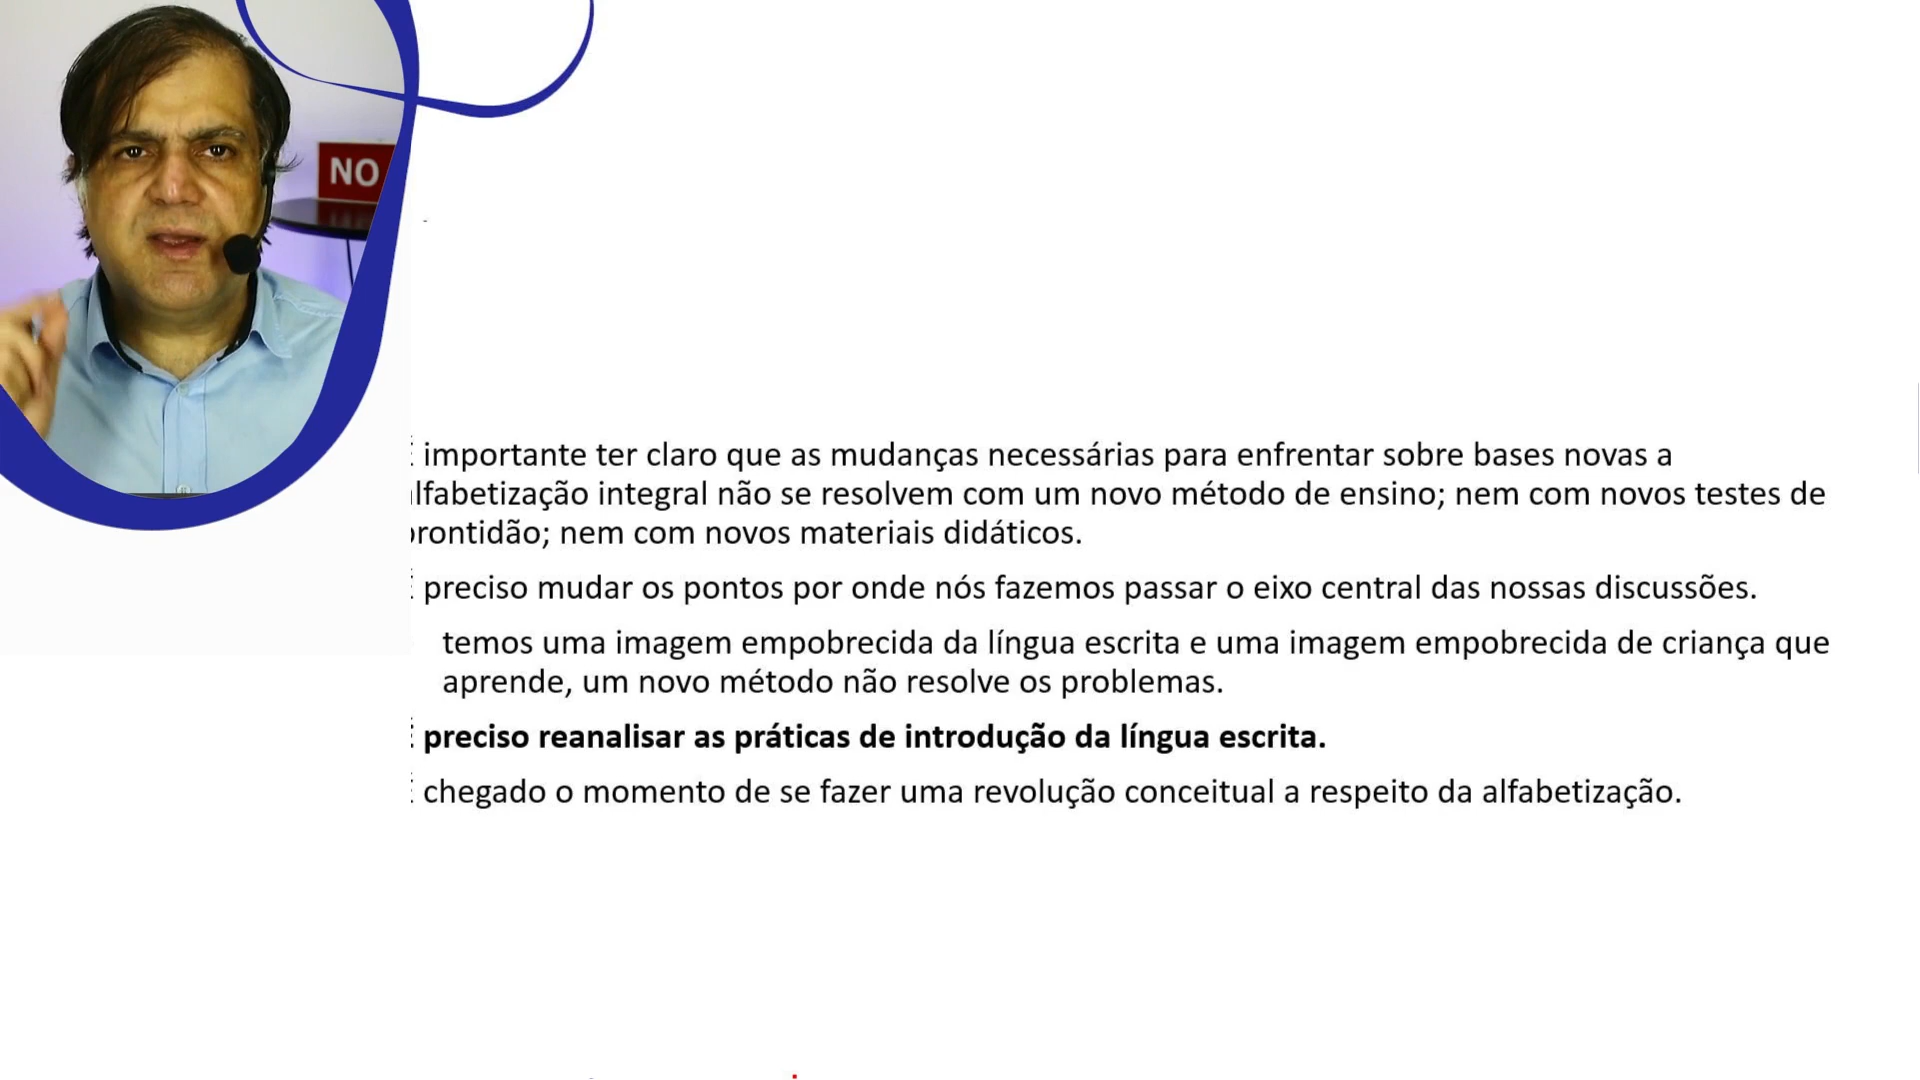 NO
importante ter claro que as mudanças necessárias para enfrentar sobre bases novas a
lfabetização integral não se resolvem com um novo método de ensino; nem com novos testes de
rontidão; nem com novos materiais didáticos.
preciso mudar os pontos por onde nós fazemos passar o eixo central das nossas discussões.
temos uma imagem empobrecida da língua escrita e uma imagem empobrecida de criança que
aprende, um novo método não resolve os problemas.
preciso reanalisar as práticas de introdução da língua escrita.
chegado o momento de se fazer uma revolução conceitual a respeito da alfabetização.